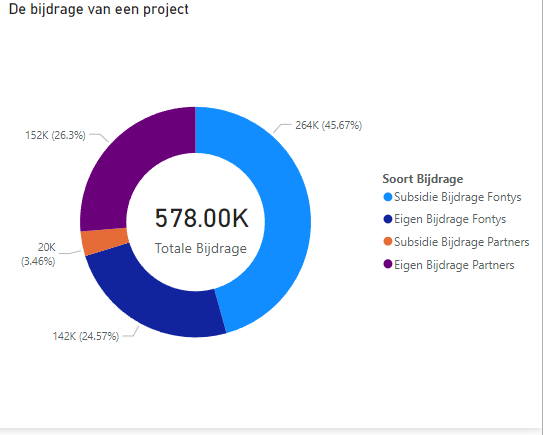 De bijdrage van een project
264K (45.67%)
152K (26.3%)
20K
(3.46%)
142K (24.57%)
578.00K
Totale Bijdrage
Soort Bijdrage
Subsidie Bijdrage Fontys
Eigen Bijdrage Fontys
Subsidie Bijdrage Partners
Eigen Bijdrage Partners